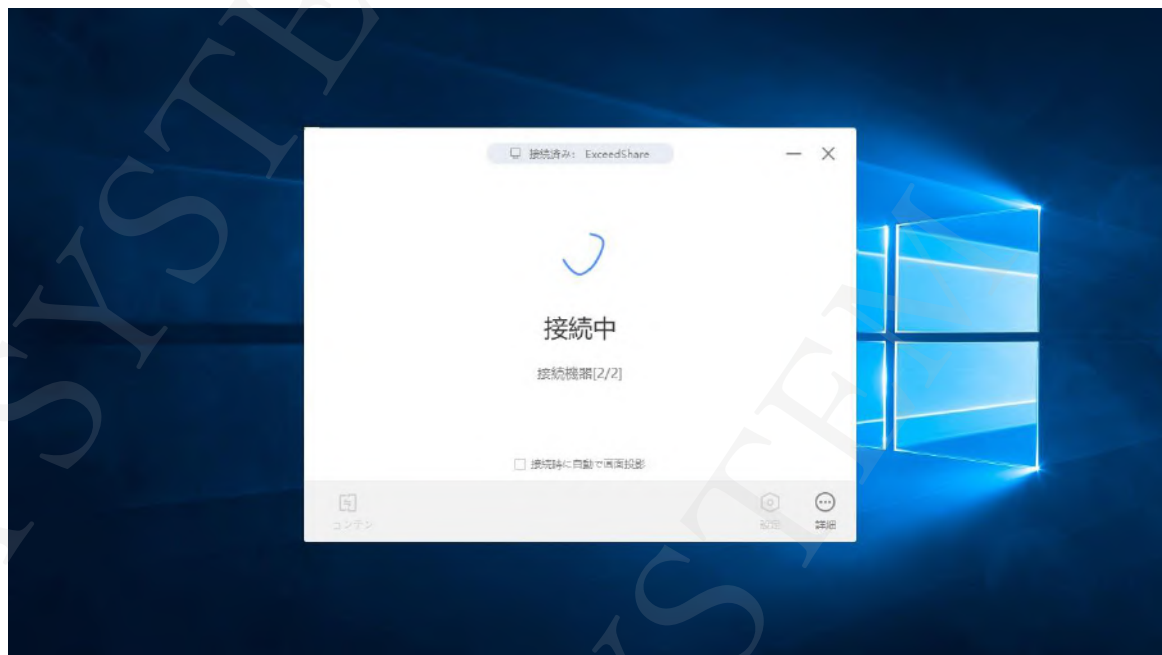 接続済み: ExceedShare
接続中
接続機器[2/2]
接続時に自動で画面投影
コンテン
設定
詳細
SYSTEM